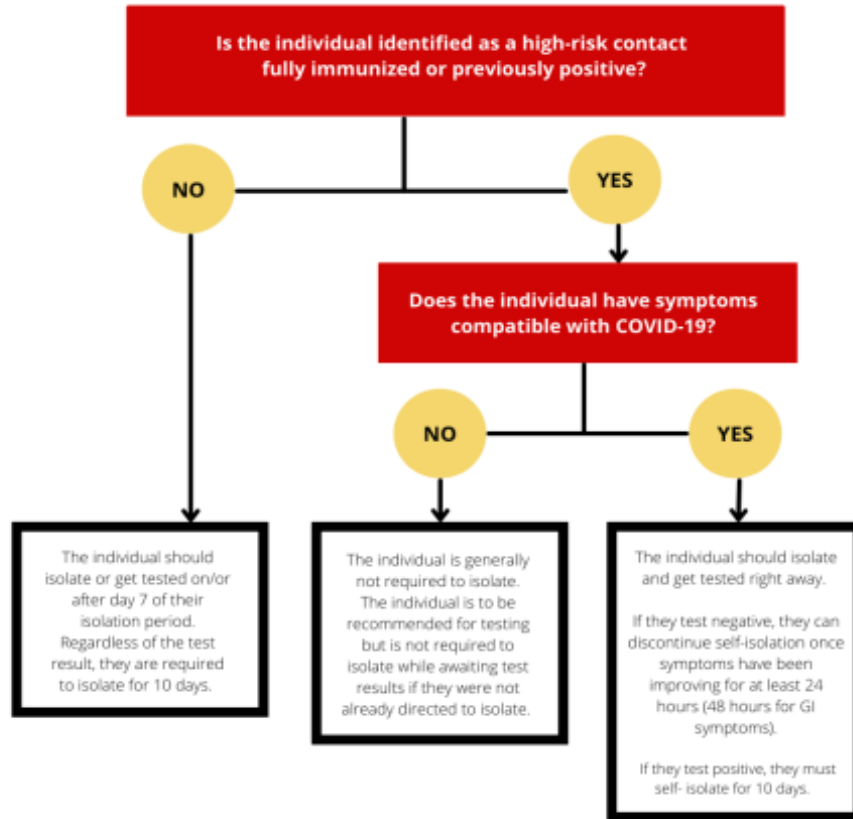 Is the individual identified as a high-risk contact
fully immunized or previously positive?
NO
YES
Does the individual have symptoms
compatible with COVID-19?
NO
YES
The individual should
isolate or get tested on/or
after day 7 of their
isolation period.
Regardless of the test
result, they are required
to isolate for 10 days.
The individual is generally
not required to isolate.
The individual is to be
recommended for testing
but is not required to
isolate while awaiting test
results if they were not
already directed to isolate.
The individual should isolate
and get tested right away.
If they test negative, they can
discontinue self-isolation once
symptoms have been
improving for at least 24
hours (48 hours for GI
symptoms).
If they test positive, they must
self- isolate for 10 days.